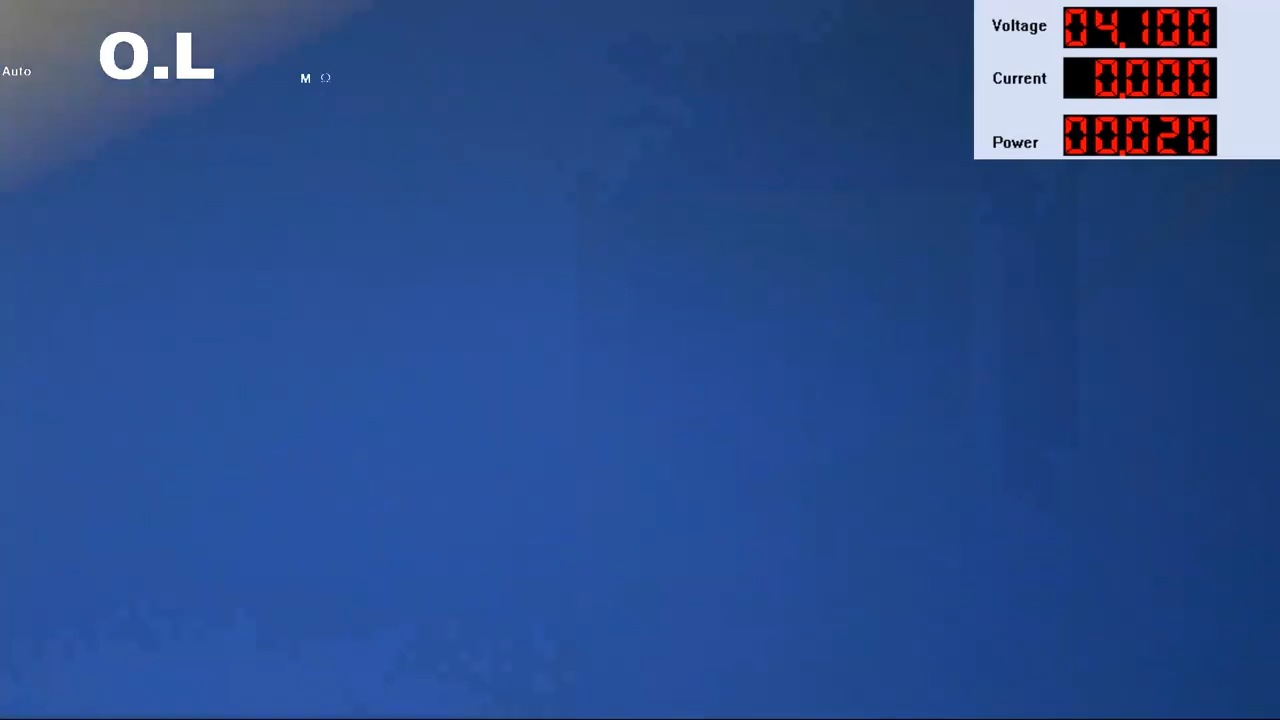 O.L
Auto
M Ω
Voltage 04.100
Current 0.000
Power 00.020